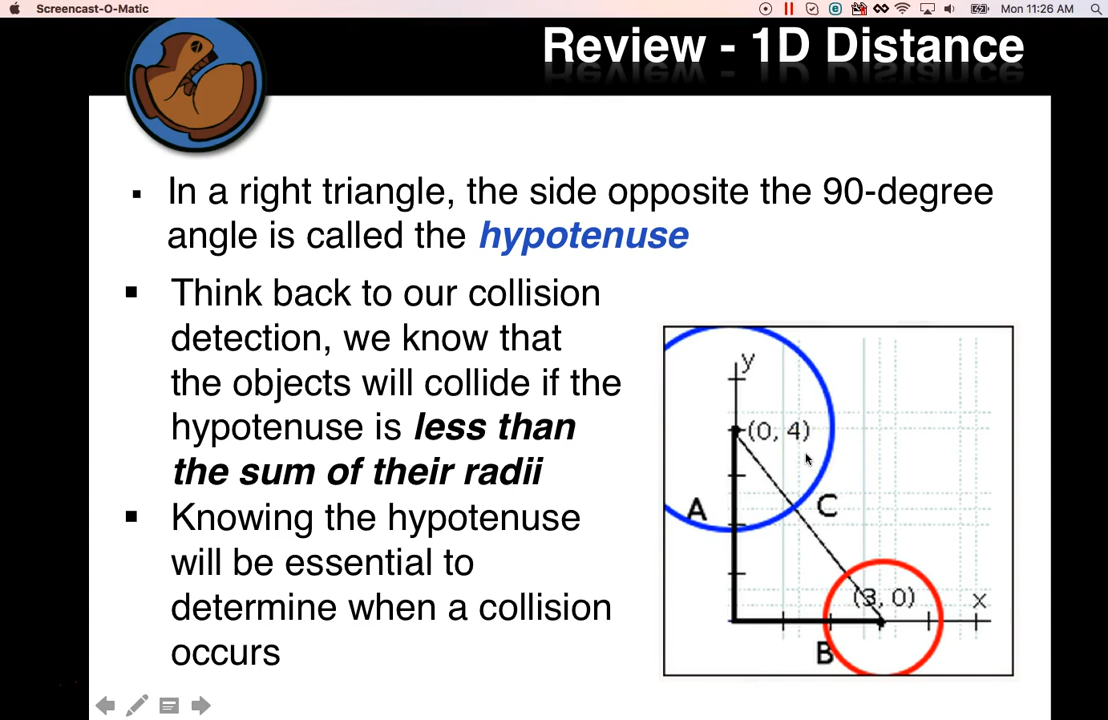 Screencast-O-Matic
Mon 11:26 AM
Review - 1D Distance
▪ In a right triangle, the side opposite the 90-degree
angle is called the hypotenuse
▪ Think back to our collision
detection, we know that
the objects will collide if the
hypotenuse is less than
the sum of their radii
▪ Knowing the hypotenuse
will be essential to
determine when a collision
occurs
y
(0, 4)
A
C
(3, 0)
x
B